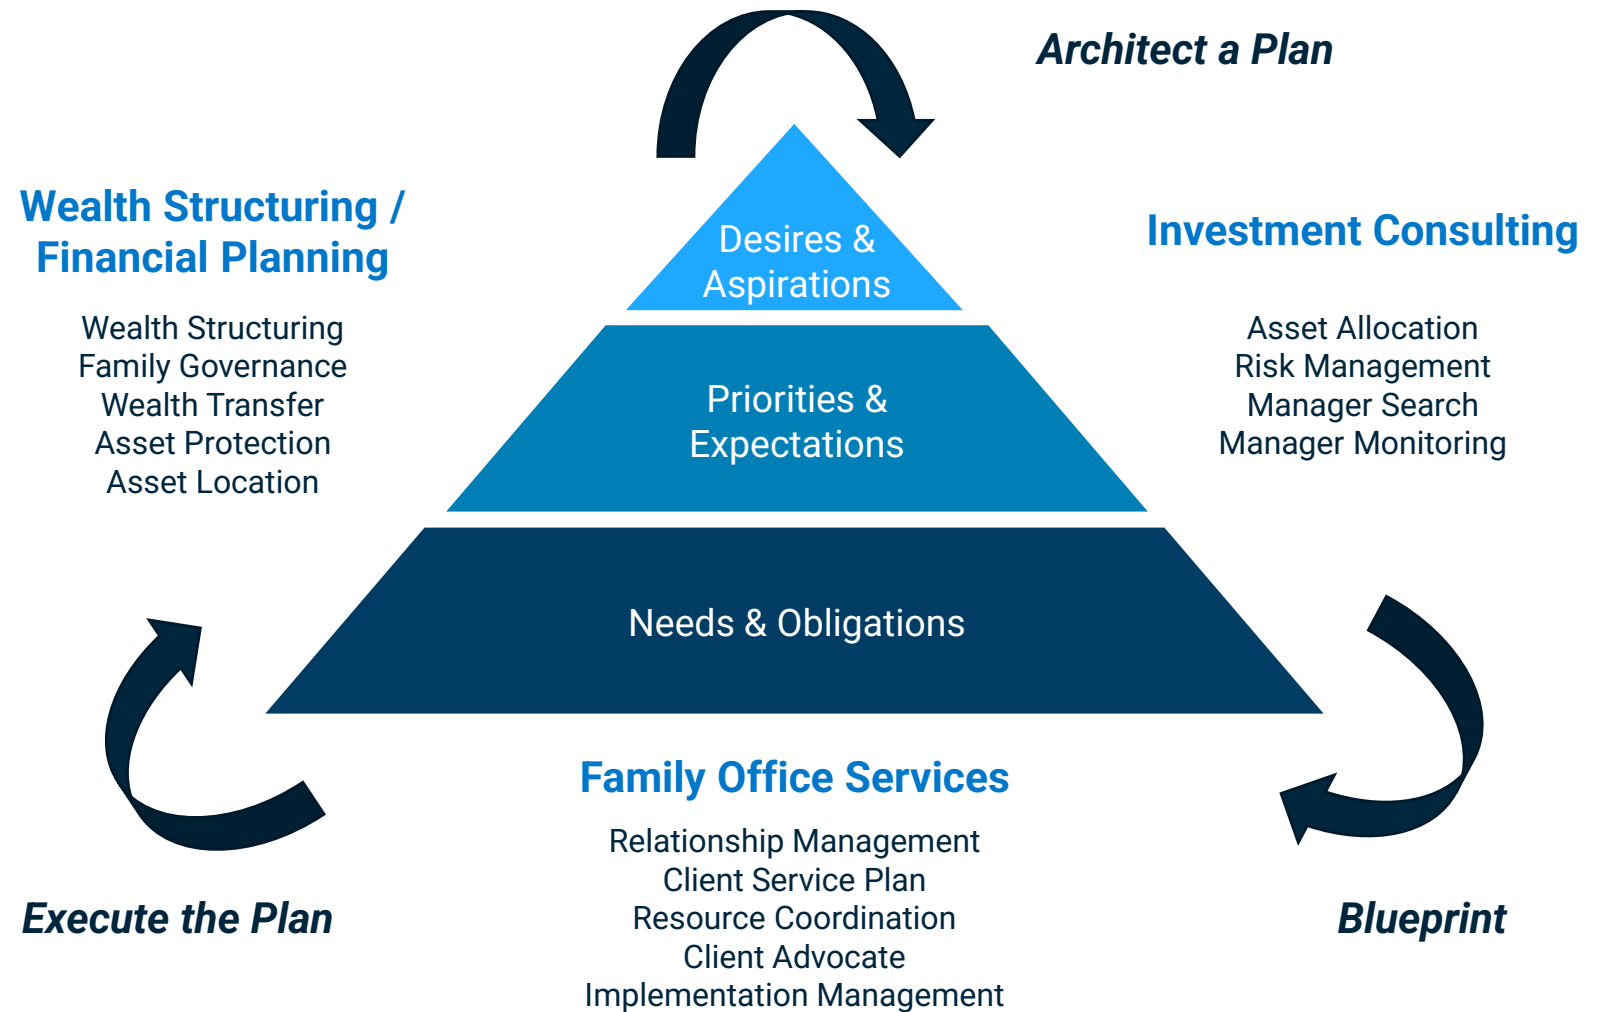 Architect a Plan
Wealth Structuring /
Financial Planning
Wealth Structuring
Family Governance
Wealth Transfer
Asset Protection
Asset Location
Desires &
Aspirations
Priorities &
Expectations
Needs & Obligations
Investment Consulting
Asset Allocation
Risk Management
Manager Search
Manager Monitoring
Family Office Services
Relationship Management
Client Service Plan
Resource Coordination
Client Advocate
Implementation Management
Execute the Plan
Blueprint